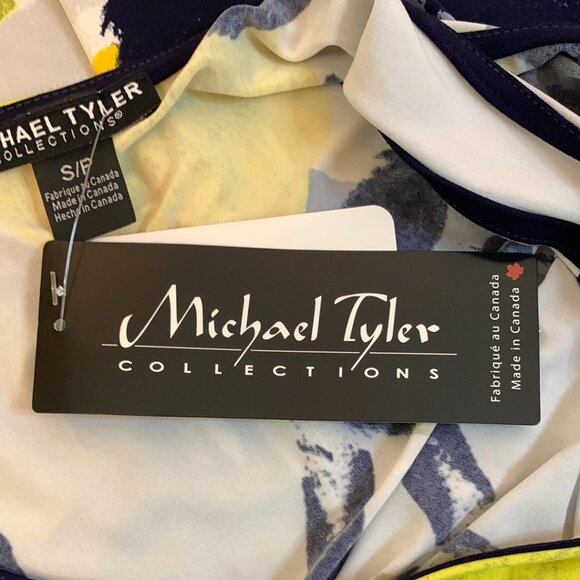 HAEL TYLER
COLLECTIONS®
S/P
Fabriqué au Canada
Made in Canada
Hecho en Canada
Michael Tyler
COLLECTIONS
Fabriqué au Canada
Made in Canada